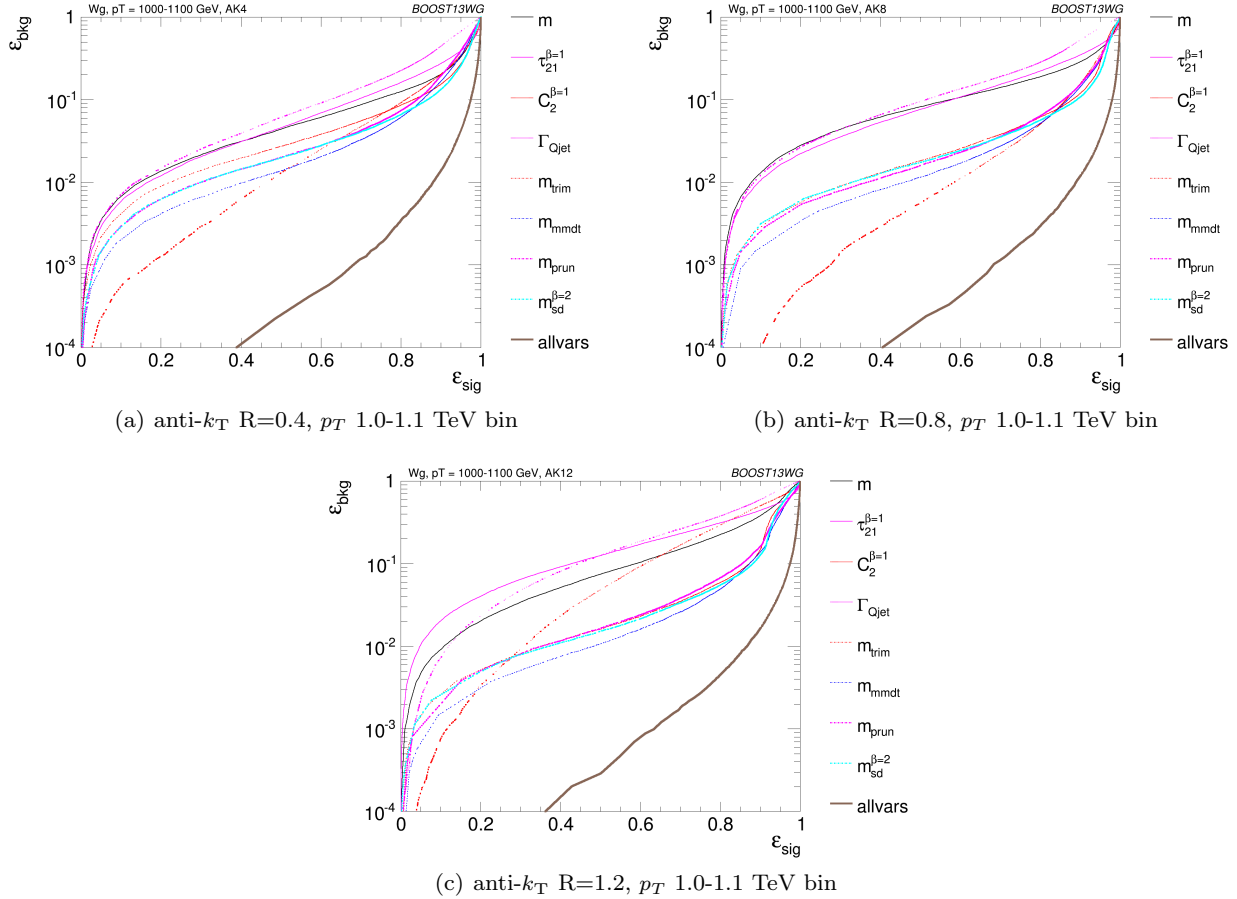 Wg, pT = 1000-1100 GeV, AK4
BOOST13WG
ε_bkg
1
10^-1
10^-2
10^-3
10^-4
0 0.2 0.4 0.6 0.8 1
ε_sig
m
τ_21^β=1
C_2^β=1
Γ_Qjet
m_trim
m_mmdt
m_prun
m_sd^β=2
allvars
(a) anti-k_T R=0.4, p_T 1.0-1.1 TeV bin
Wg, pT = 1000-1100 GeV, AK8
BOOST13WG
ε_bkg
1
10^-1
10^-2
10^-3
10^-4
0 0.2 0.4 0.6 0.8 1
ε_sig
m
τ_21^β=1
C_2^β=1
Γ_Qjet
m_trim
m_mmdt
m_prun
m_sd^β=2
allvars
(b) anti-k_T R=0.8, p_T 1.0-1.1 TeV bin
Wg, pT = 1000-1100 GeV, AK12
BOOST13WG
ε_bkg
1
10^-1
10^-2
10^-3
10^-4
0 0.2 0.4 0.6 0.8 1
ε_sig
m
τ_21^β=1
C_2^β=1
Γ_Qjet
m_trim
m_mmdt
m_prun
m_sd^β=2
allvars
(c) anti-k_T R=1.2, p_T 1.0-1.1 TeV bin